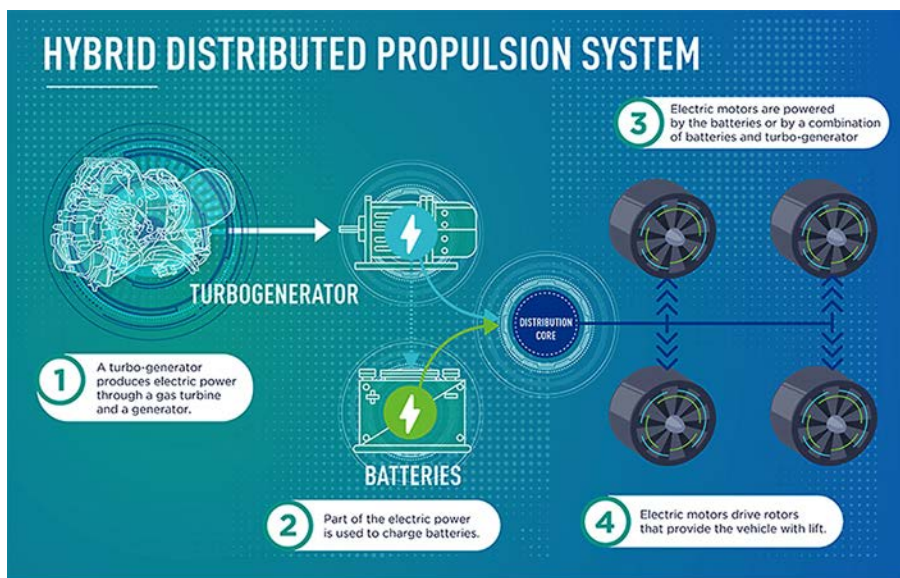 HYBRID DISTRIBUTED PROPULSION SYSTEM
3
Electric motors are powered
by the batteries or by a combination
of batteries and turbo-generator
TURBOGENERATOR
DISTRIBUTION
CORE
1
A turbo-generator
produces electric power
through a gas turbine
and a generator.
BATTERIES
2
Part of the electric power
is used to charge batteries.
4
Electric motors drive rotors
that provide the vehicle with lift.